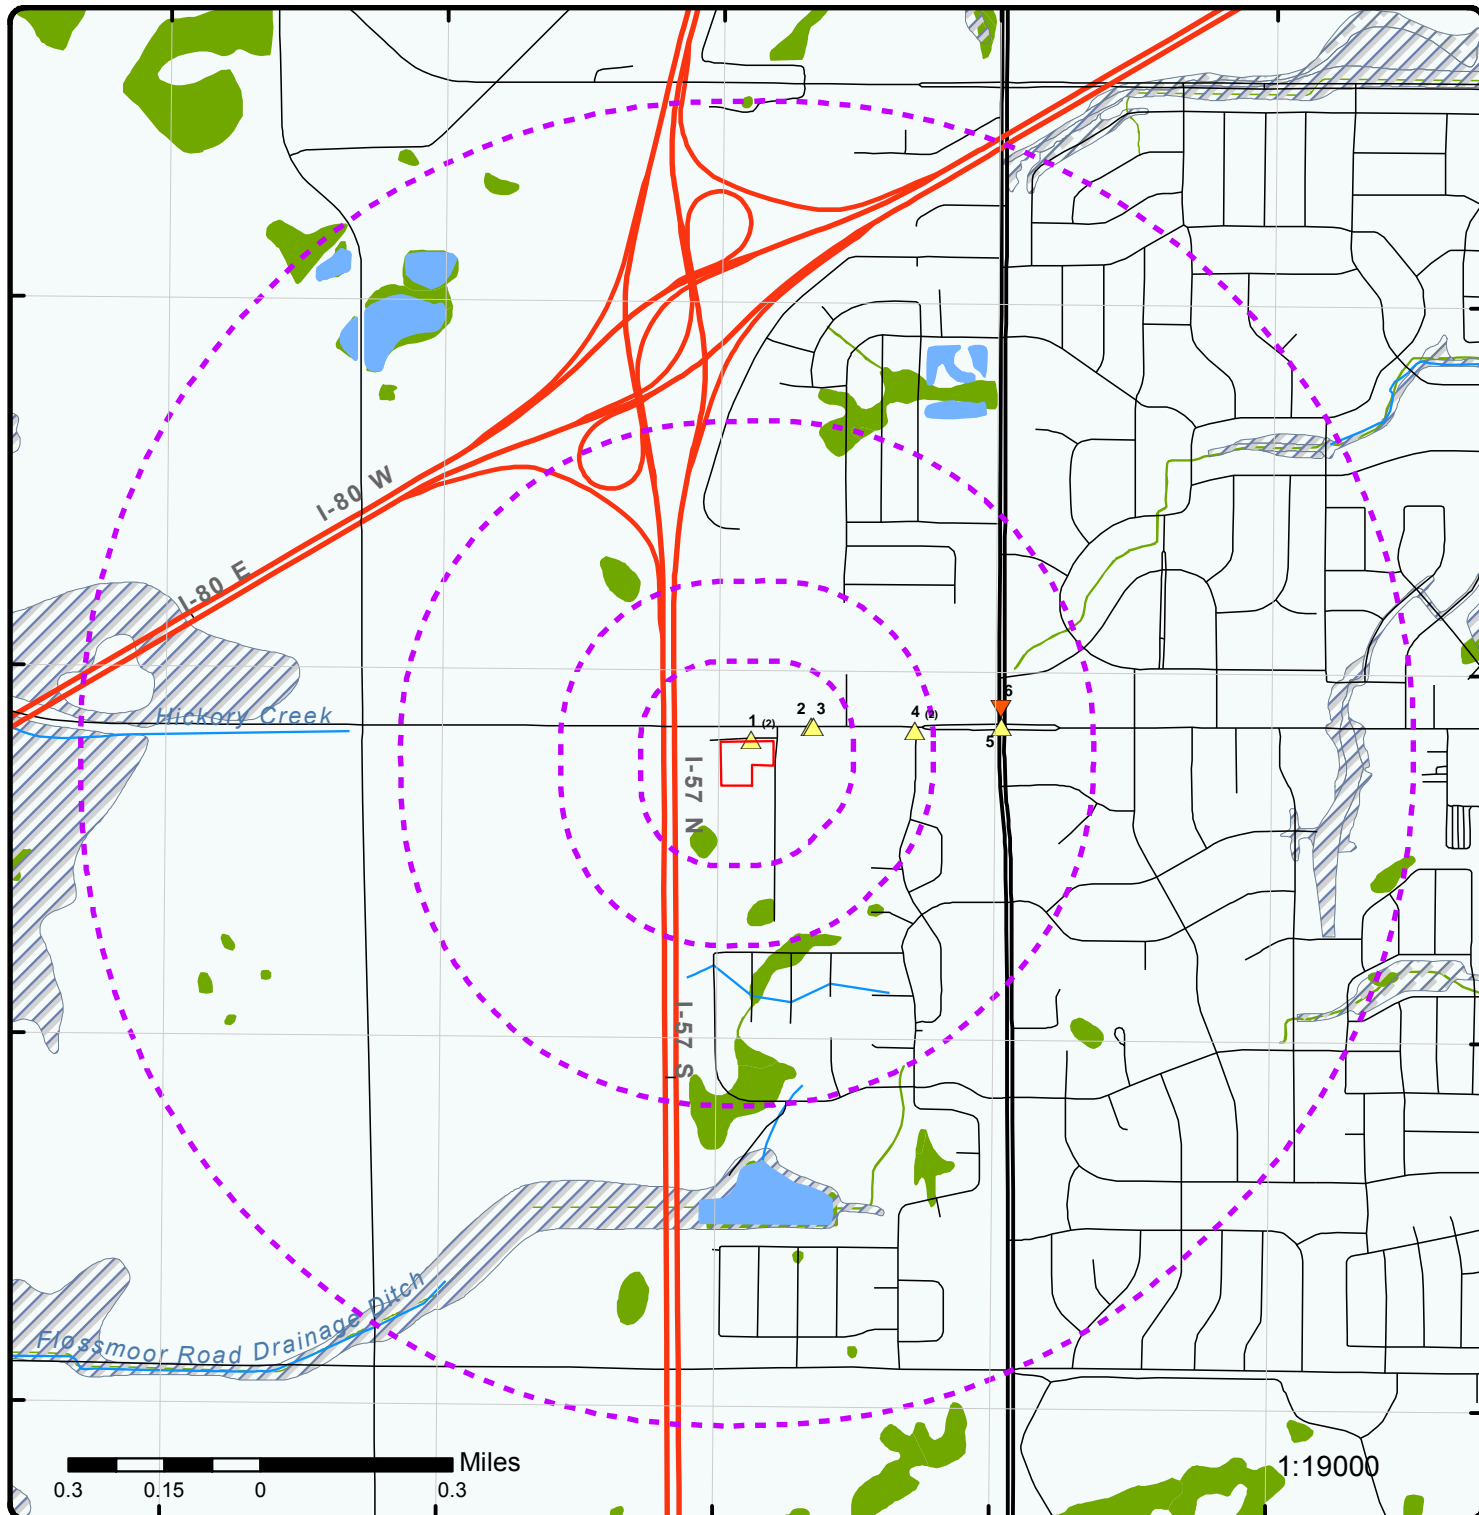 I-80 W
I-80 E
6
Hickory Creek
1 (2)
2 3
4 (2)
5
I-57 N
I-57 S
Flossmoor Road Drainage Ditch
Miles
0.3 0.15 0 0.3
1:19000